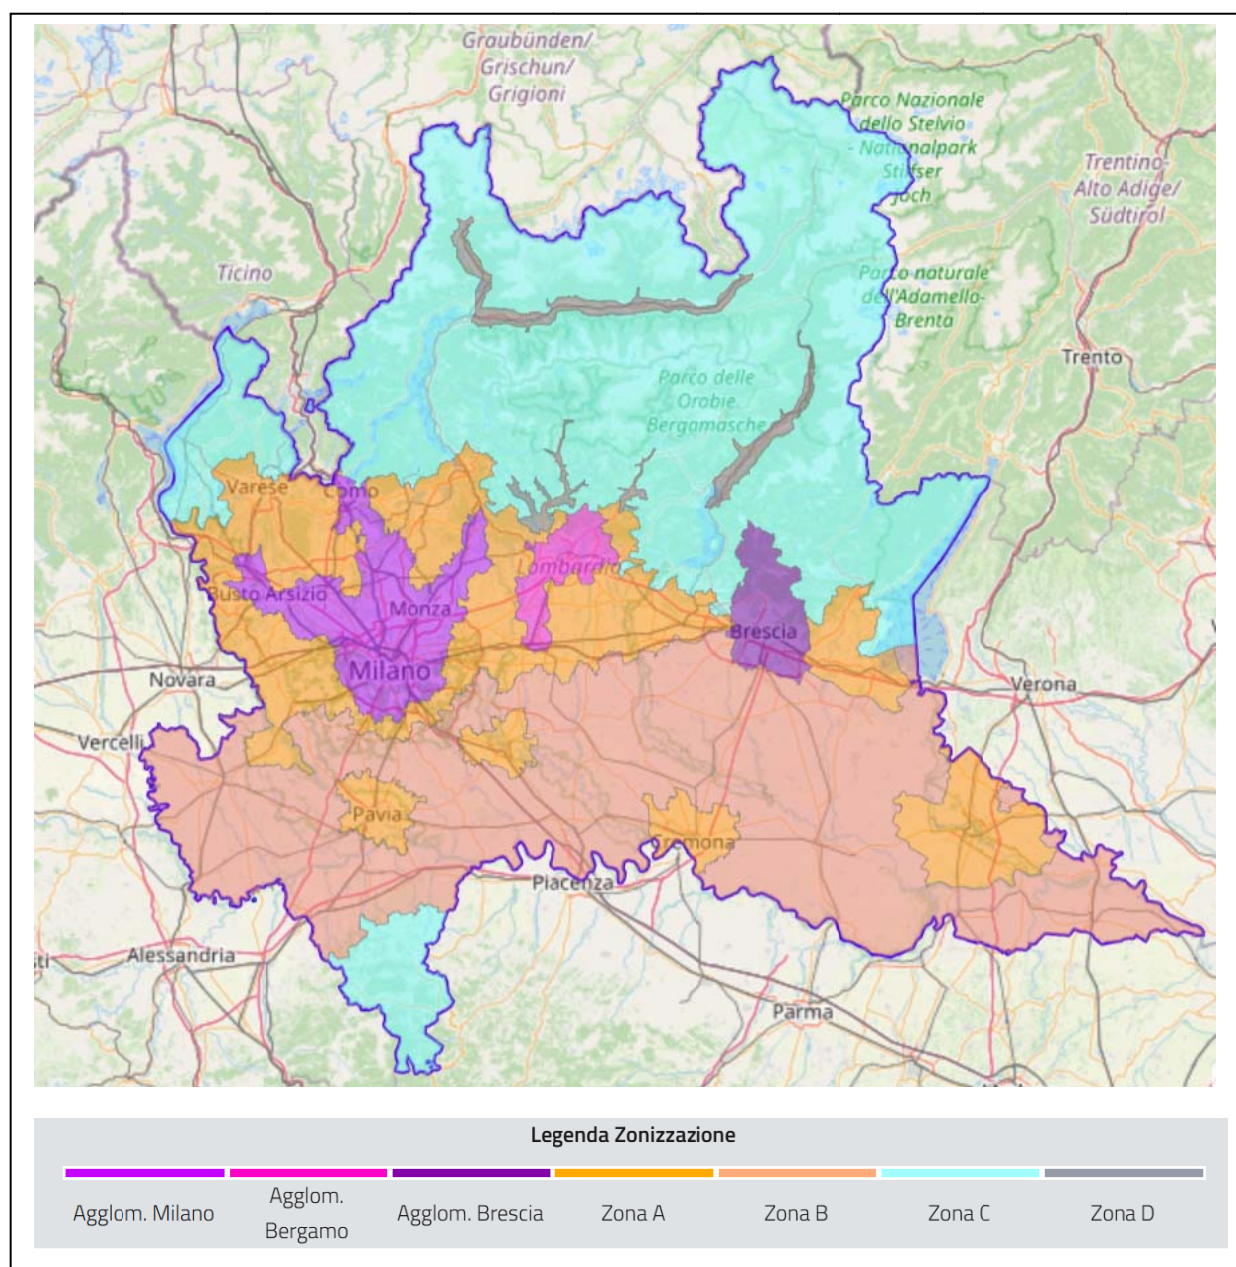 Graubünden/
Grischun/
Grigioni
Parco Nazionale
dello Stelvio
- Nationalpark
Stilfser
Joch
Trentino-
Alto Adige/
Südtirol
Ticino
Parco naturale
dell'Adamello-
Brenta
Trento
Parco delle
Orobie
Bergamasche
Varese
Como
Lombardia
Busto Arsizio
Monza
Brescia
Milano
Novara
Verona
Vercelli
Pavia
Cremona
Piacenza
Alessandria
sti
Parma
Legenda Zonizzazione
Agglom. Milano
Agglom.
Bergamo
Agglom. Brescia
Zona A
Zona B
Zona C
Zona D